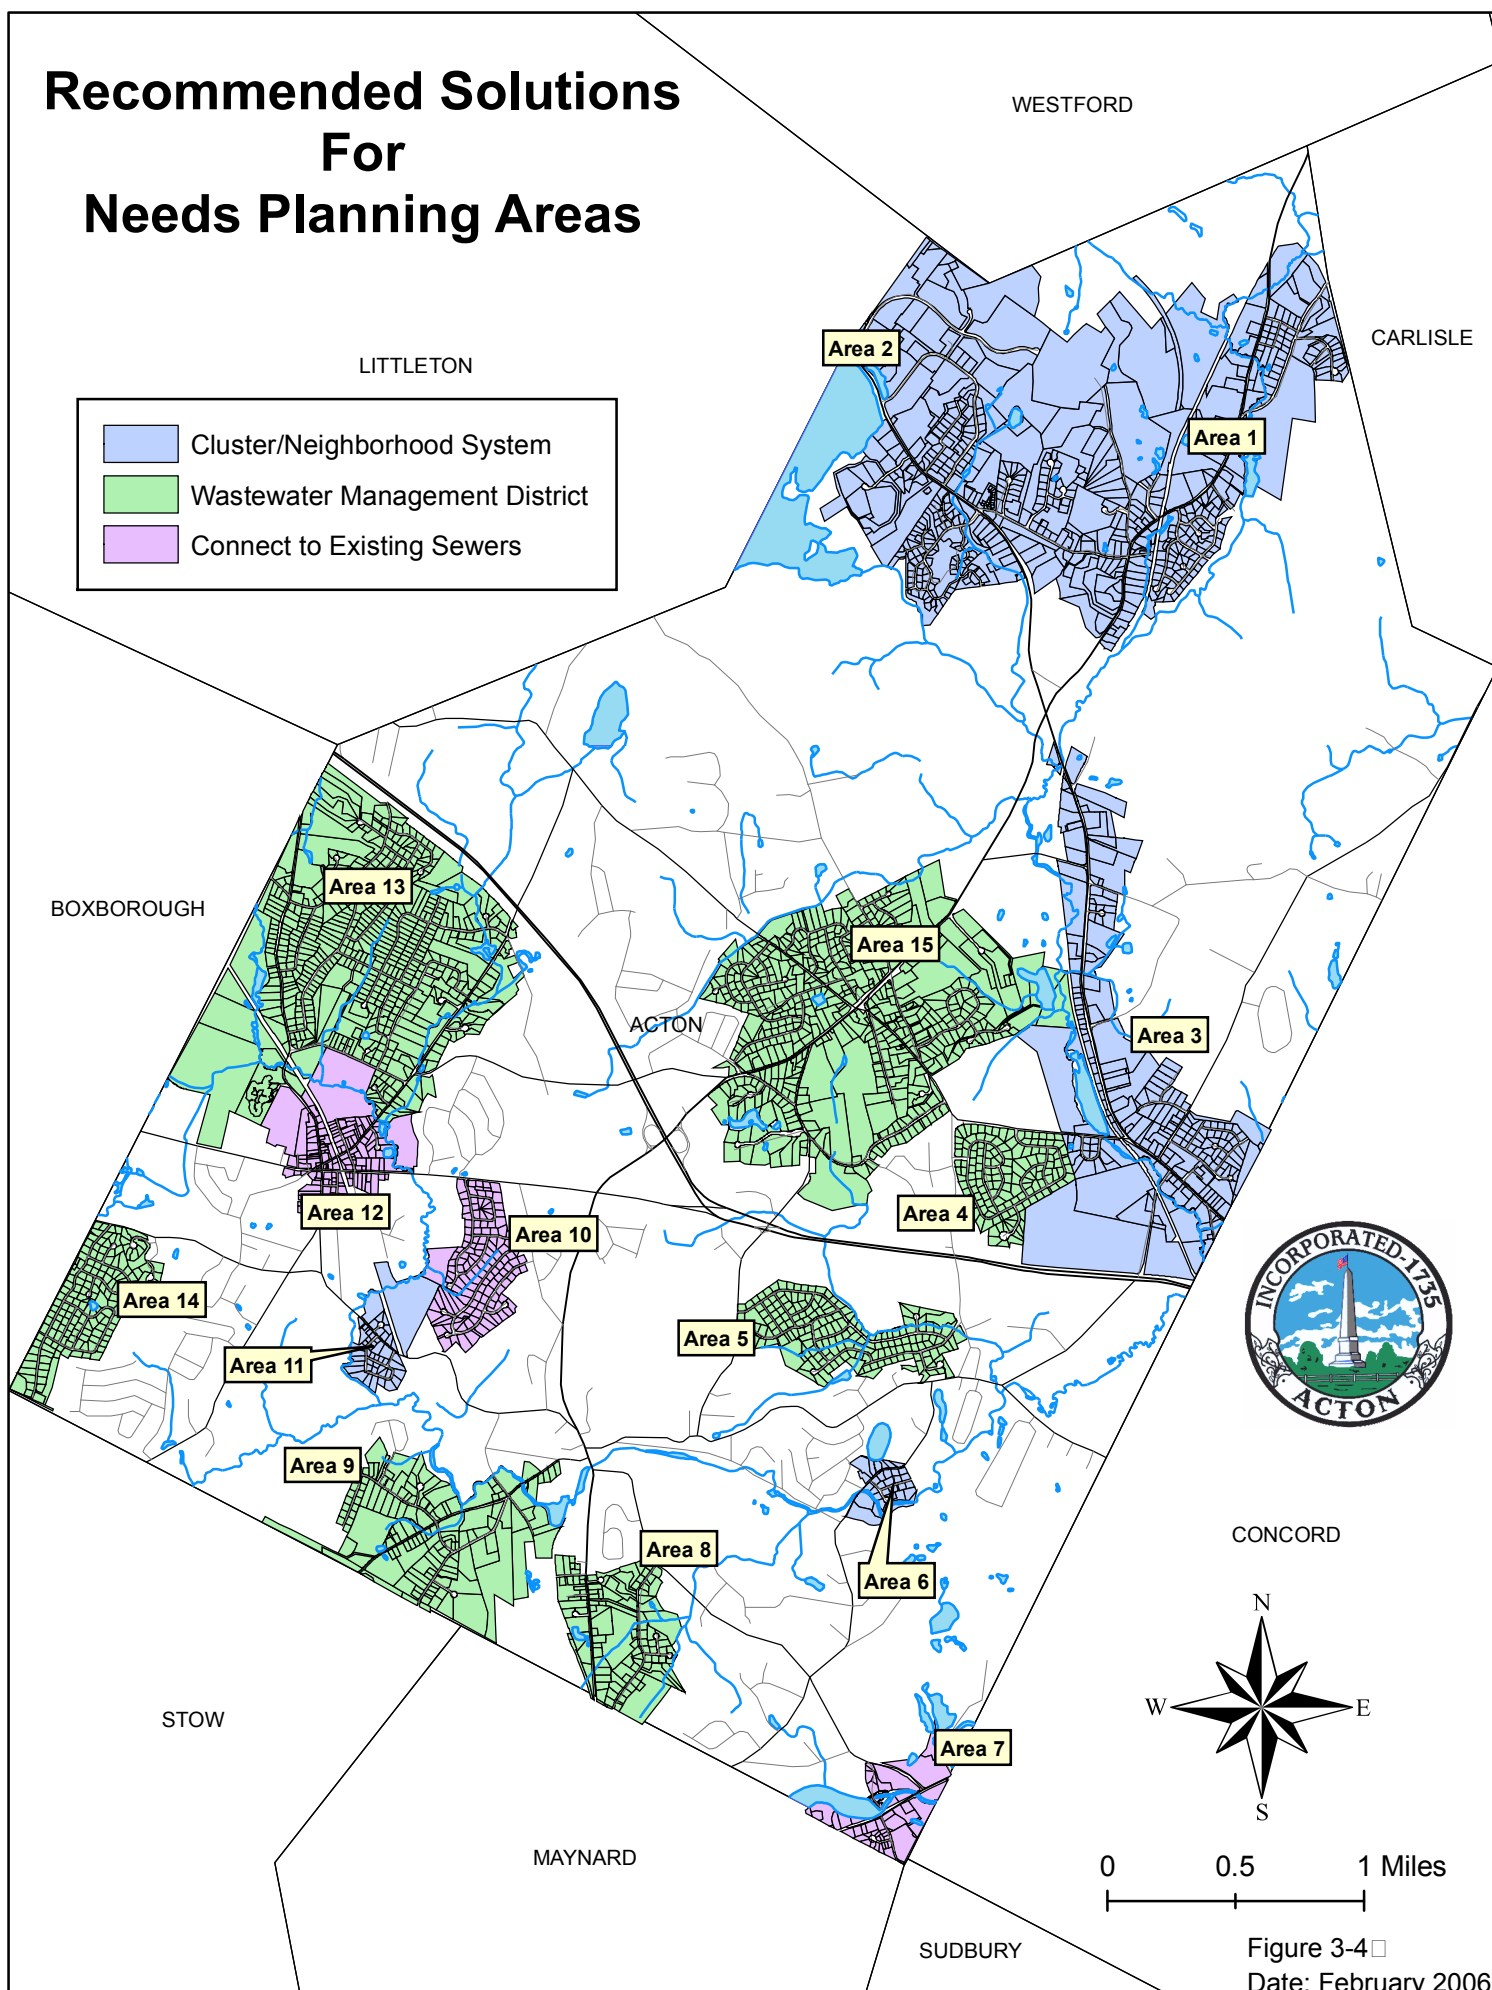 Recommended Solutions
For
Needs Planning Areas
WESTFORD
CARLISLE
LITTLETON
Cluster/Neighborhood System
Wastewater Management District
Connect to Existing Sewers
Area 2
Area 1
BOXBOROUGH
Area 13
Area 15
ACTON
Area 3
Area 12
Area 10
Area 4
Area 14
Area 11
Area 5
INCORPORATED-1735
ACTON
Area 9
Area 8
Area 6
CONCORD
N
W
E
S
STOW
Area 7
MAYNARD
SUDBURY
0 0.5 1 Miles
Figure 3-4
Date: February 2006